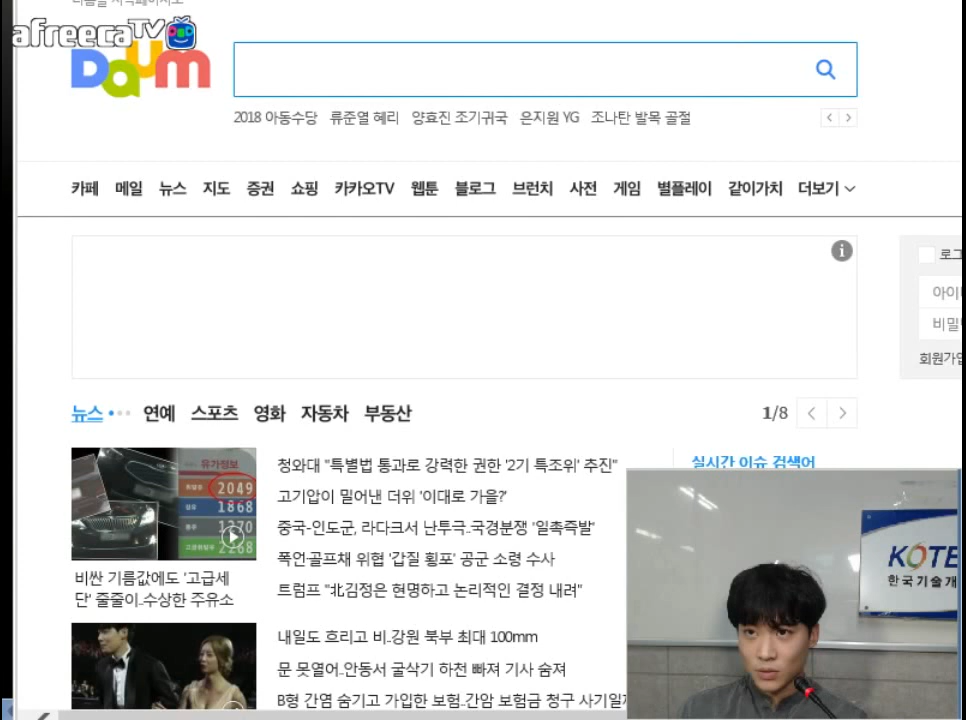 afreecaTV
Daum
2018 아동수당 류준열 혜리 양효진 조기귀국 은지원 YG 조나탄 발목 골절
카페 메일 뉴스 지도 증권 쇼핑 카카오TV 웹툰 블로그 브런치 사전 게임 별플레이 같이가치 더보기
로그
아이
비밀
회원가입
뉴스 연예 스포츠 영화 자동차 부동산 1/8
실시간 이슈 검색어
청와대 "특별법 통과로 강력한 권한 '2기 특조위' 추진"
고기압이 밀어낸 더위 '이대로 가을?'
중국-인도군, 라다크서 난투극..국경분쟁 '일촉즉발'
폭언·골프채 위협 '갑질 횡포' 공군 소령 수사
트럼프 "北김정은 현명하고 논리적인 결정 내려"
유가정보
2049
1868
1370
2268
비싼 기름값에도 '고급세
단' 줄줄이..수상한 주유소
내일도 흐리고 비..강원 북부 최대 100mm
문 못열어..안동서 굴삭기 하천 빠져 기사 숨져
B형 간염 숨기고 가입한 보험..간암 보험금 청구 사기일까
KOTE
한국기술개